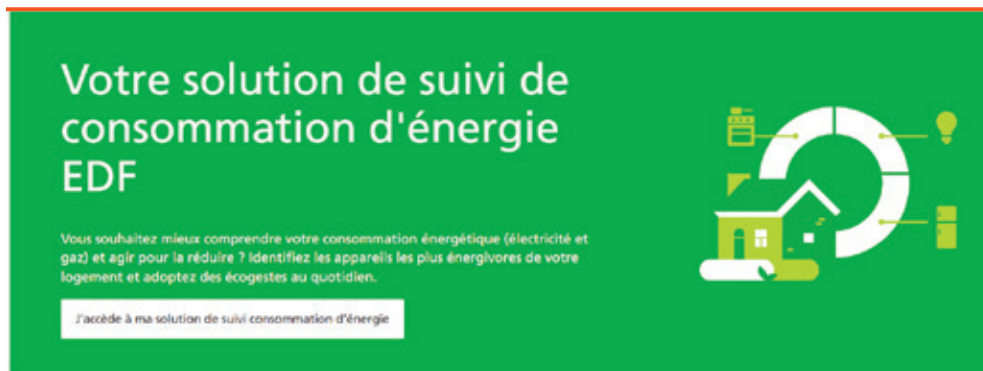 Votre solution de suivi de
consommation d'énergie
EDF
Vous souhaitez mieux comprendre votre consommation énergétique (électricité et
gaz) et agir pour la réduire ? Identifiez les appareils les plus énergivores de votre
logement et adoptez des écogestes au quotidien.
J'accède à ma solution de suivi consommation d'énergie